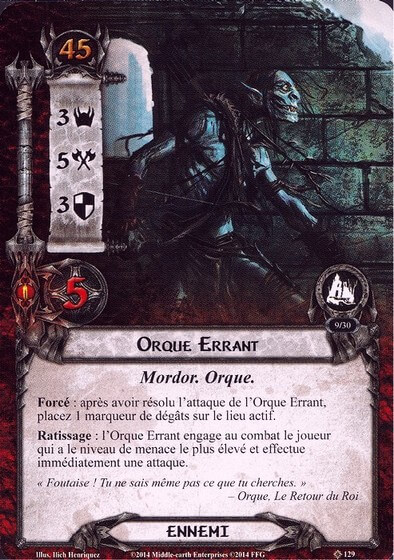 45
3
5
3
5
9/30
Orque Errant
Mordor. Orque.
Forcé : après avoir résolu l'attaque de l'Orque Errant,
placez 1 marqueur de dégâts sur le lieu actif.
Ratissage : l'Orque Errant engage au combat le joueur
qui a le niveau de menace le plus élevé et effectue
immédiatement une attaque.
« Foutaise ! Tu ne sais même pas ce que tu cherches. »
– Orque, Le Retour du Roi
ENNEMI
Illus. Ilich Henriquez
©2014 Middle-earth Enterprises ©2014 FFG
129